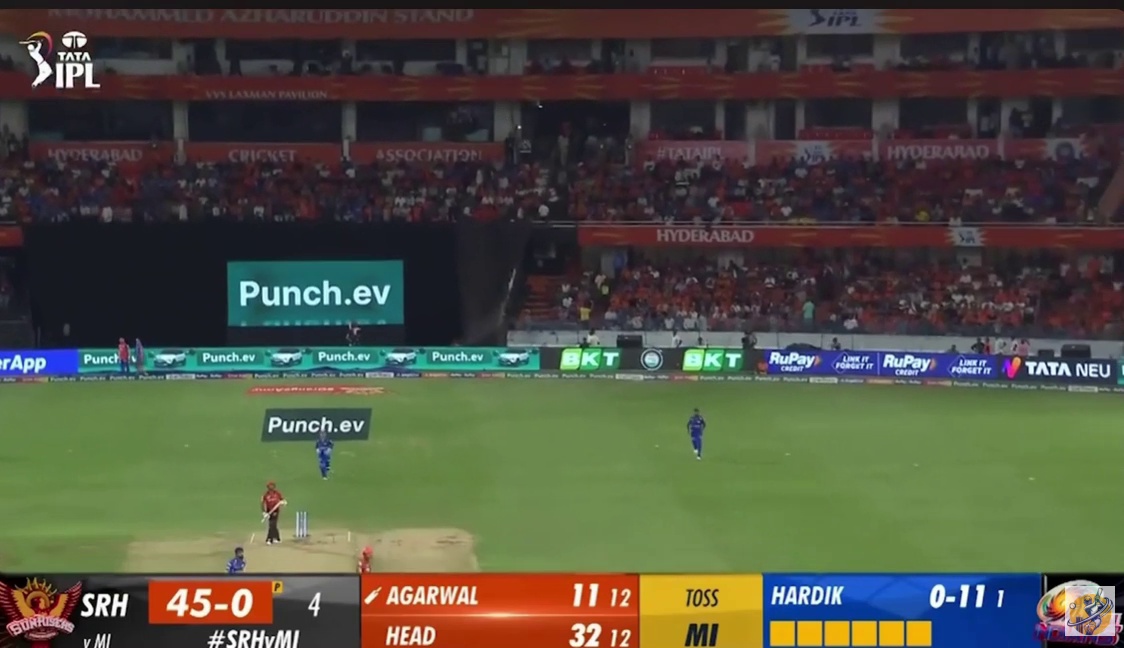 MOHAMMED AZHARUDDIN STAND
IPL
TATA
IPL
VVS LAXMAN PAVILION
HYDERABAD CRICKET ASSOCIATION #TATAIPL HYDERABAD
HYDERABAD
Punch.ev
erApp Punch.ev Punch.ev Punch.ev Punch.ev BKT BKT RuPay CREDIT LINK IT FORGET IT RuPay CREDIT LINK IT FORGET IT TATA NEU
Punch.ev
SRH 45-0 P 4
v MI #SRHvMI
AGARWAL 11 12
HEAD 32 12
TOSS
MI
HARDIK 0-11 1
SUNRISERS